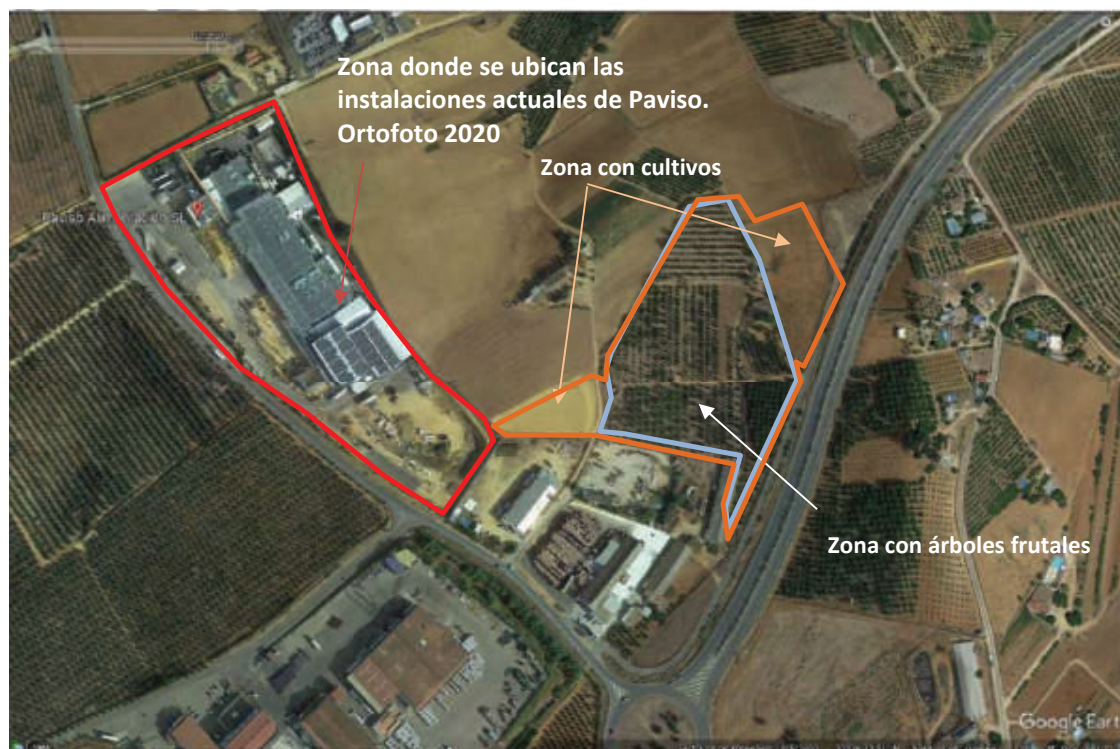 Zona donde se ubican las
instalaciones actuales de Paviso.
Ortofoto 2020
Zona con cultivos
Zona con árboles frutales
Google Eart